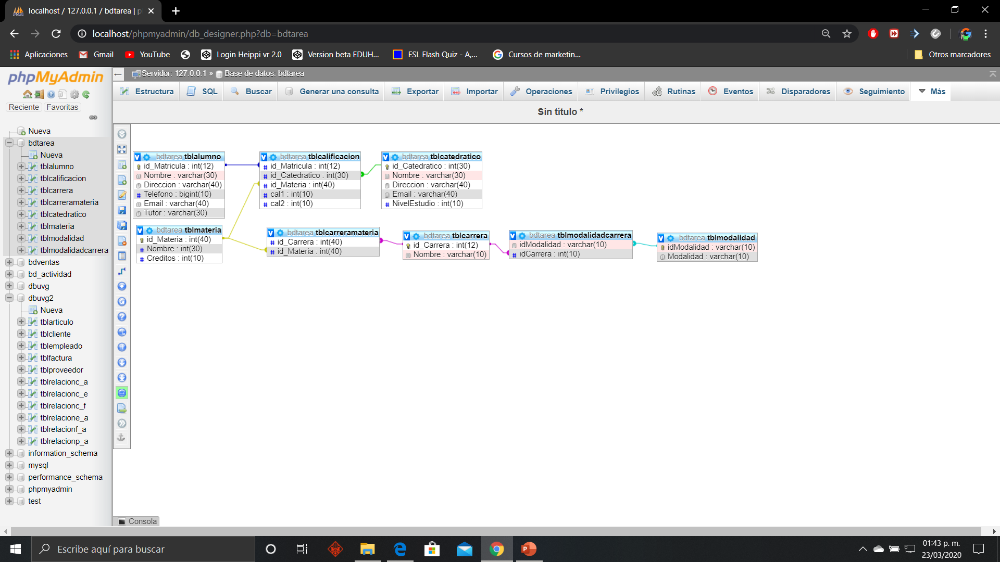 localhost / 127.0.0.1 / bdtarea | p
localhost/phpmyadmin/db_designer.php?db=bdtarea
Aplicaciones Gmail YouTube Login Heippi vr 2.0 Version beta EDUH... ESL Flash Quiz - A,... Cursos de marketin... Otros marcadores
phpMyAdmin
Reciente Favoritas
Nueva
bdtarea
Nueva
tblalumno
tblcalificacion
tblcarrera
tblcarreramateria
tblcatedratico
tblmateria
tblmodalidad
tblmodalidadcarrera
bdventas
bd_actividad
dbuvg
dbuvg2
Nueva
tblarticulo
tblcliente
tblempleado
tblfactura
tblproveedor
tblrelacionc_a
tblrelacionc_e
tblrelacionc_f
tblrelacione_a
tblrelacionf_a
tblrelacionp_a
information_schema
mysql
performance_schema
phpmyadmin
test
Servidor: 127.0.0.1 » Base de datos: bdtarea
Estructura SQL Buscar Generar una consulta Exportar Importar Operaciones Privilegios Rutinas Eventos Disparadores Seguimiento Más
Sin título *
bdtarea tblalumno
id_Matricula : int(12)
Nombre : varchar(30)
Direccion : varchar(40)
Telefono : bigint(10)
Email : varchar(40)
Tutor : varchar(30)
bdtarea tblcalificacion
id_Matricula : int(12)
id_Catedratico : int(30)
id_Materia : int(40)
cal1 : int(10)
cal2 : int(10)
bdtarea tblcatedratico
id_Catedratico : int(30)
Nombre : varchar(30)
Direccion : varchar(40)
Email : varchar(40)
NivelEstudio : int(10)
bdtarea tblmateria
id_Materia : int(40)
Nombre : int(30)
Creditos : int(10)
bdtarea tblcarreramateria
id_Carrera : int(40)
id_Materia : int(40)
bdtarea tblcarrera
id_Carrera : int(12)
Nombre : varchar(10)
bdtarea tblmodalidadcarrera
idModalidad : varchar(10)
idCarrera : int(10)
bdtarea tblmodalidad
idModalidad : varchar(10)
Modalidad : varchar(10)
Consola
Escribe aquí para buscar
01:43 p. m.
23/03/2020